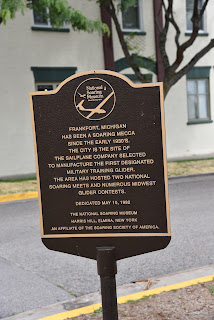 National
Soaring
Museum
FRANKFORT, MICHIGAN
HAS BEEN A SOARING MECCA
SINCE THE EARLY 1930'S.
THE CITY IS THE SITE OF
THE SAILPLANE COMPANY SELECTED
TO MANUFACTURE THE FIRST DESIGNATED
MILITARY TRAINING GLIDER.
THE AREA HAS HOSTED TWO NATIONAL
SOARING MEETS AND NUMEROUS MIDWEST
GLIDER CONTESTS.
DEDICATED MAY 15, 1992
THE NATIONAL SOARING MUSEUM
HARRIS HILL, ELMIRA, NEW YORK
AN AFFILIATE OF THE SOARING SOCIETY OF AMERICA.